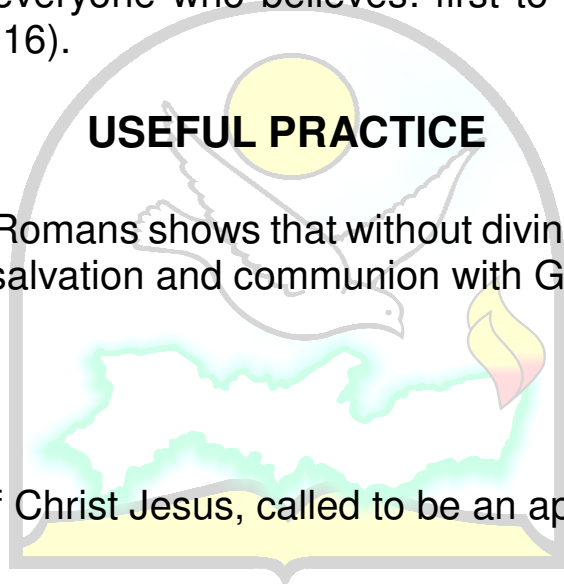 everyone who believes: first to
16).
USEFUL PRACTICE
Romans shows that without divin
salvation and communion with G
f Christ Jesus, called to be an ap